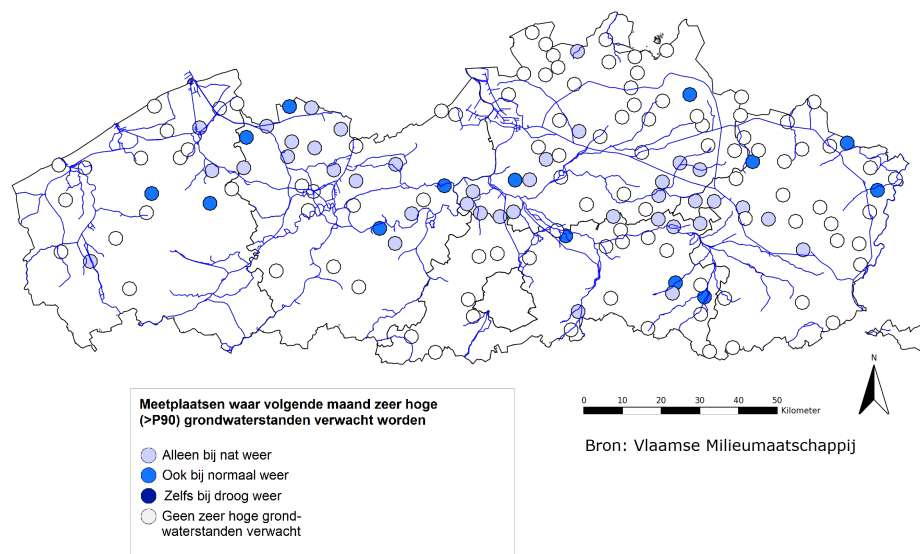 N
0 10 20 30 40 50
Kilometer
Bron: Vlaamse Milieumaatschappij
Meetplaatsen waar volgende maand zeer hoge
(>P90) grondwaterstanden verwacht worden
Alleen bij nat weer
Ook bij normaal weer
Zelfs bij droog weer
Geen zeer hoge grond-
waterstanden verwacht